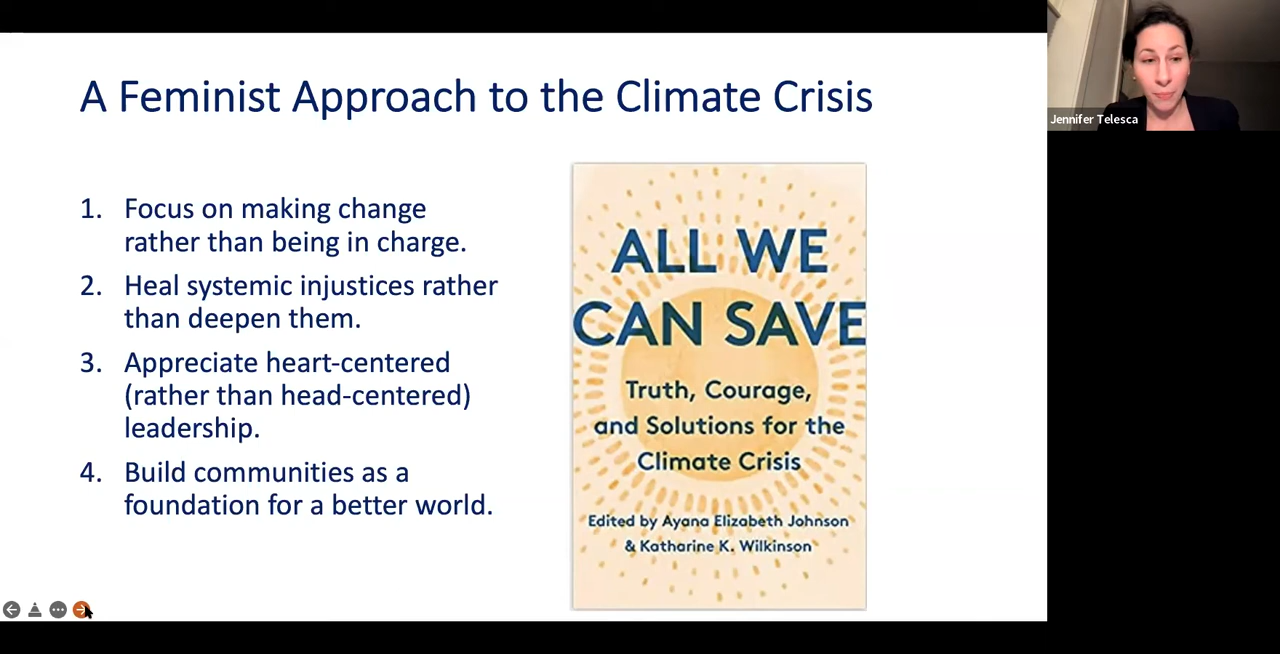 A Feminist Approach to the Climate Crisis
1. Focus on making change
rather than being in charge.
2. Heal systemic injustices rather
than deepen them.
3. Appreciate heart-centered
(rather than head-centered)
leadership.
4. Build communities as a
foundation for a better world.
ALL WE
CAN SAVE
Truth, Courage,
and Solutions for the
Climate Crisis
Edited by Ayana Elizabeth Johnson
& Katharine K. Wilkinson
Jennifer Telesca